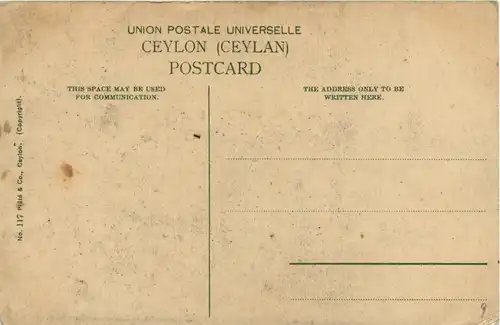 UNION POSTALE UNIVERSELLE
CEYLON (CEYLAN)
POSTCARD
THIS SPACE MAY BE USED
FOR COMMUNICATION.
THE ADDRESS ONLY TO BE
WRITTEN HERE.
No. 117 Plâté & Co., Ceylon. (Copyright).
9